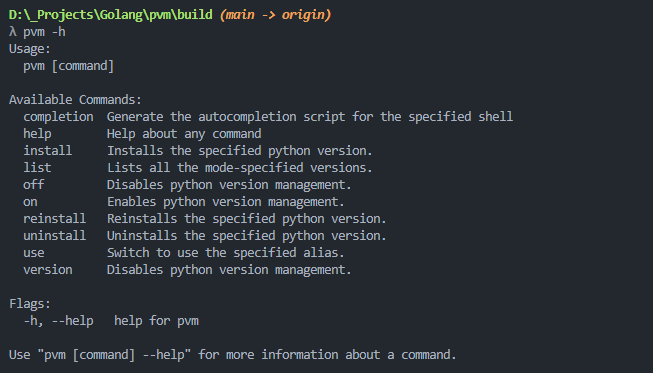 D:\_Projects\Golang\pvm\build (main -> origin)
λ pvm -h
Usage:
  pvm [command]

Available Commands:
  completion  Generate the autocompletion script for the specified shell
  help        Help about any command
  install     Installs the specified python version.
  list        Lists all the mode-specified versions.
  off         Disables python version management.
  on          Enables python version management.
  reinstall   Reinstalls the specified python version.
  uninstall   Uninstalls the specified python version.
  use         Switch to use the specified alias.
  version     Disables python version management.

Flags:
  -h, --help   help for pvm

Use "pvm [command] --help" for more information about a command.